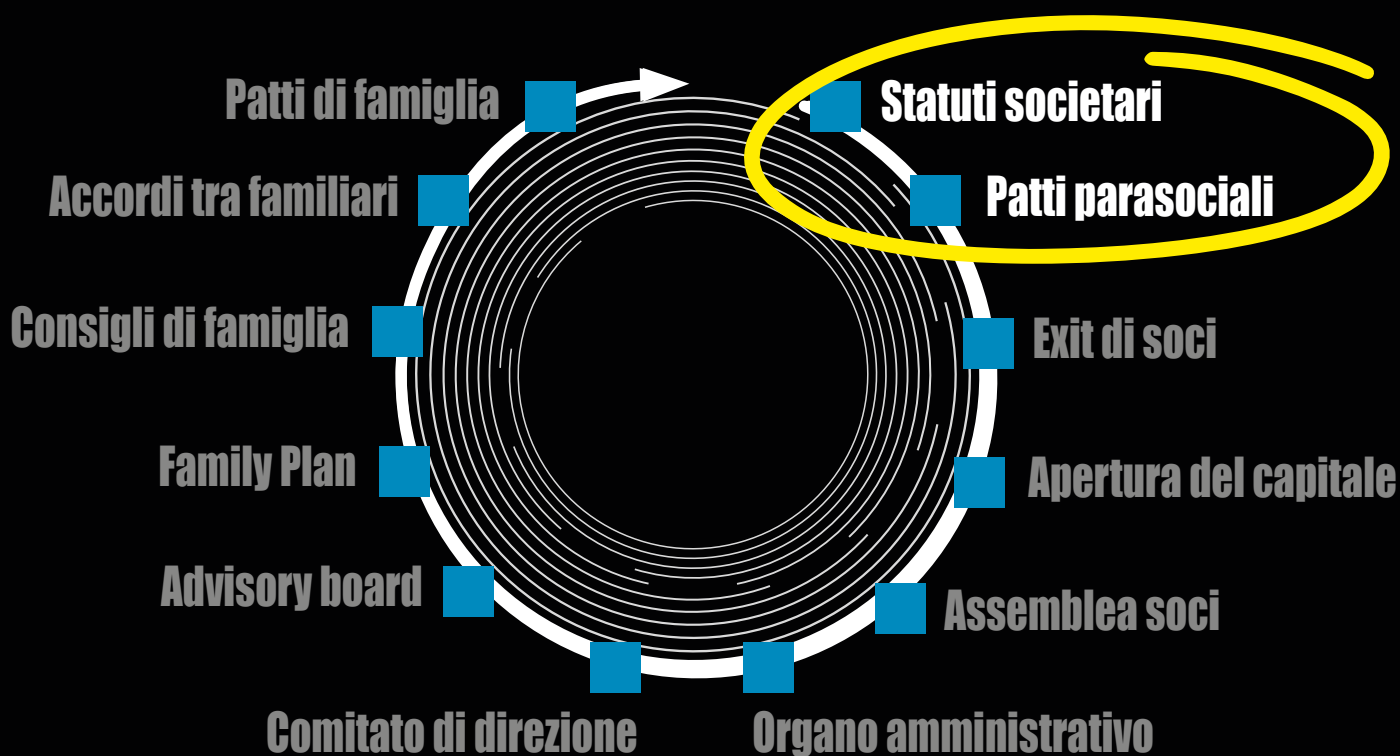 Patti di famiglia
Statuti societari
Accordi tra familiari
Patti parasociali
Consigli di famiglia
Exit di soci
Family Plan
Apertura del capitale
Advisory board
Assemblea soci
Comitato di direzione
Organo amministrativo